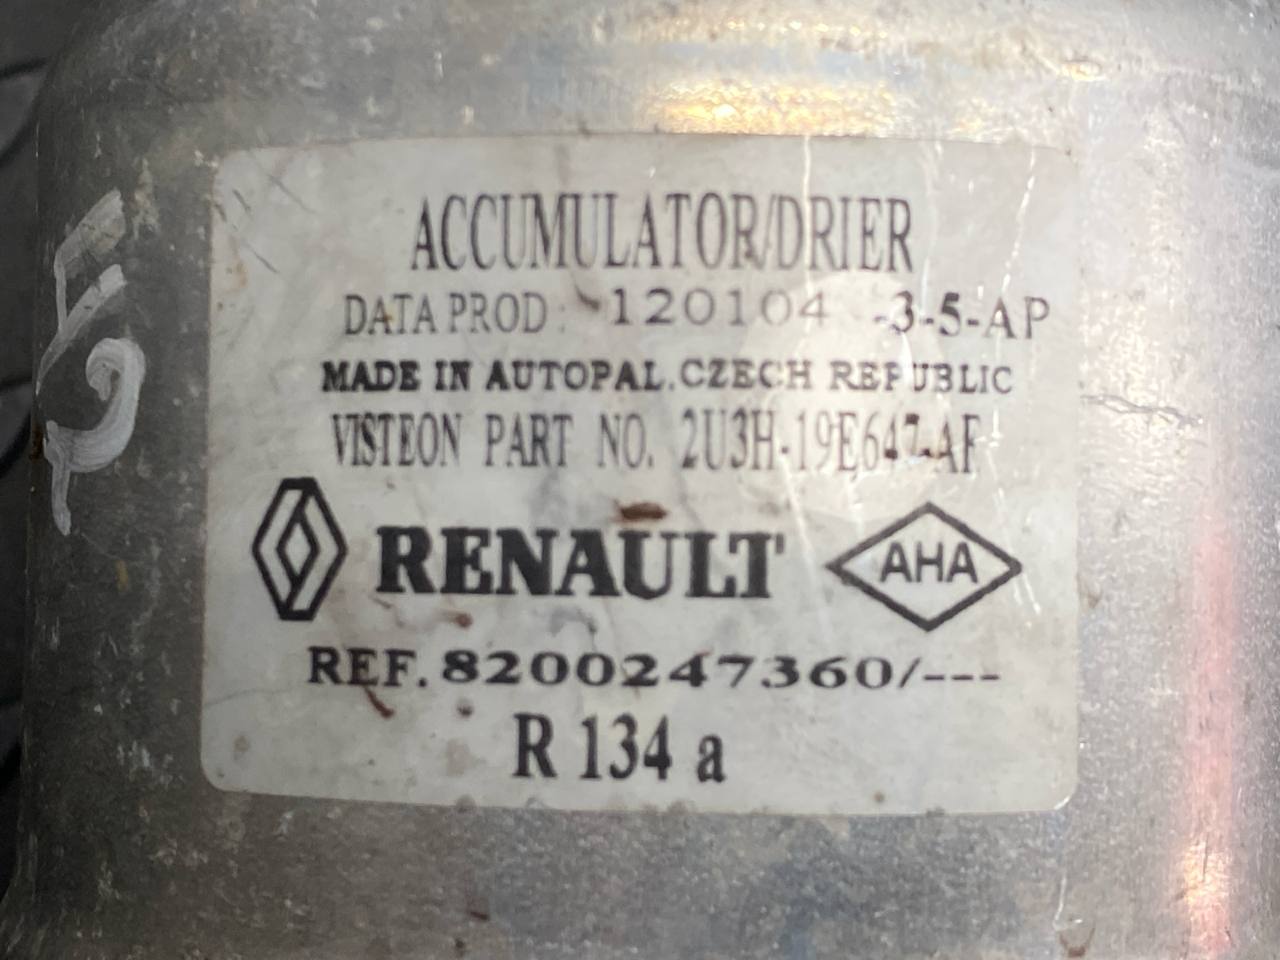 ACCUMULATOR/DRIER
DATA PROD: 120104 -3-5-AP
MADE IN AUTOPAL.CZECH REPUBLIC
VISTEON PART NO. 2U3H-19E647-AF
RENAULT AHA
REF.8200247360/---
R 134 a